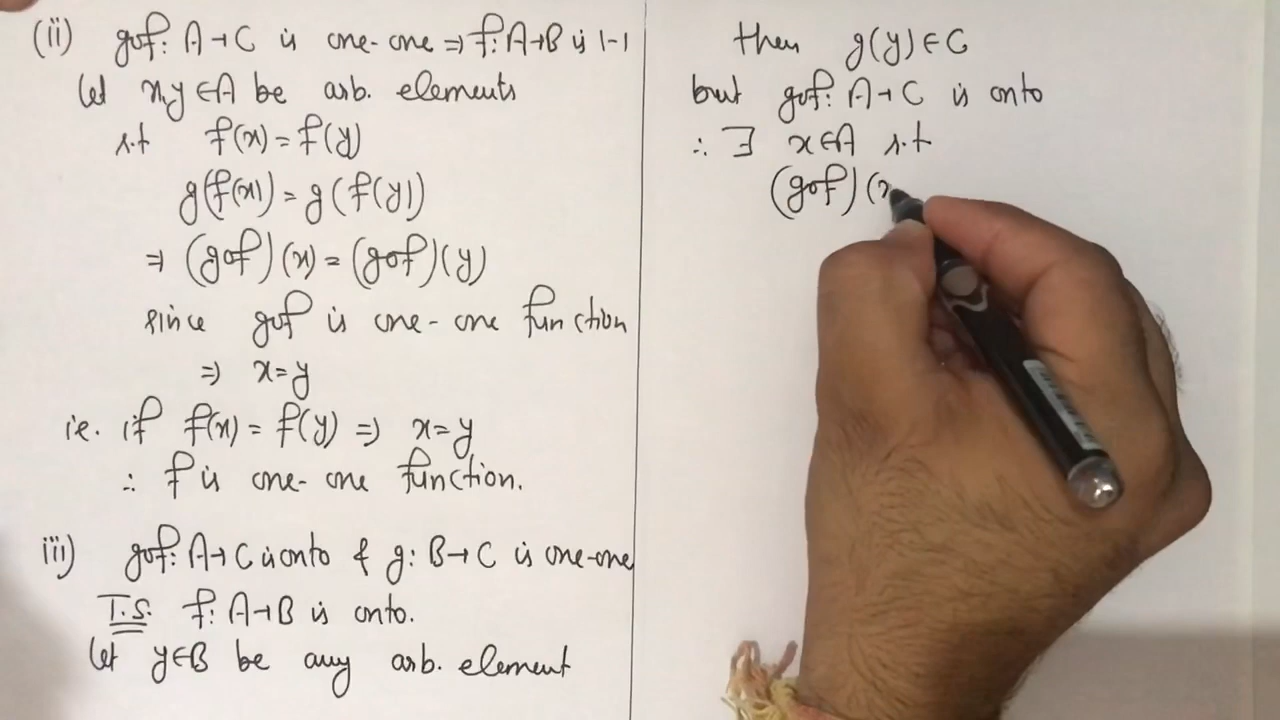 (ii) gof: A→C is one-one ⇒ f: A→B is 1-1
Let x,y ∈A be arb. elements
s.t f(x) = f(y)
g(f(x)) = g(f(y))
⇒ (gof)(x) = (gof)(y)
since gof is one-one function
⇒ x=y
i.e. if f(x) = f(y) ⇒ x=y
∴ f is one-one function.
iii) gof: A→C is onto & g: B→C is one-one
T.S. f: A→B is onto.
let y∈B be any arb. element
then g(y)∈C
but gof: A→C is onto
∴ ∃ x∈A s.t
(gof)(x